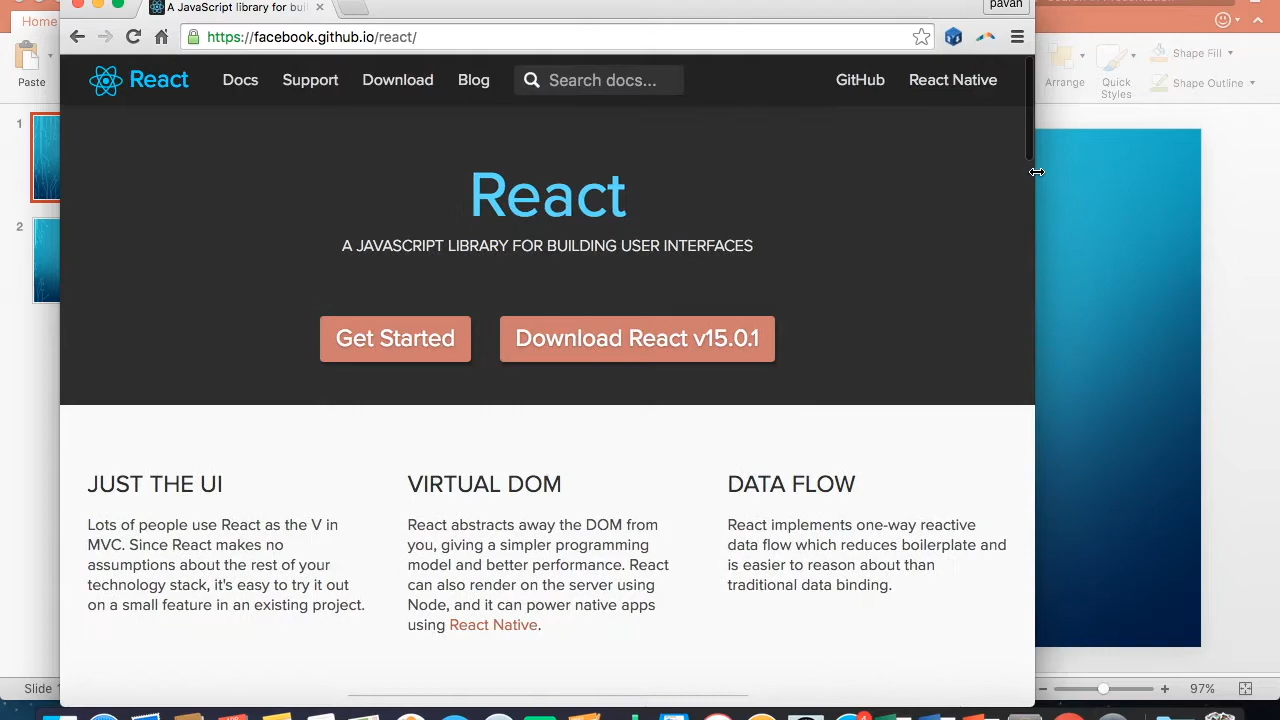 Home
A JavaScript library for bui
pavan
https://facebook.github.io/react/
Paste
Arrange
Quick
Styles
Shape Fill
Shape Outline
React
Docs
Support
Download
Blog
Search docs...
GitHub
React Native
1
2
React
A JAVASCRIPT LIBRARY FOR BUILDING USER INTERFACES
Get Started
Download React v15.0.1
JUST THE UI
Lots of people use React as the V in
MVC. Since React makes no
assumptions about the rest of your
technology stack, it's easy to try it out
on a small feature in an existing project.
VIRTUAL DOM
React abstracts away the DOM from
you, giving a simpler programming
model and better performance. React
can also render on the server using
Node, and it can power native apps
using React Native.
DATA FLOW
React implements one-way reactive
data flow which reduces boilerplate and
is easier to reason about than
traditional data binding.
Slide
97%